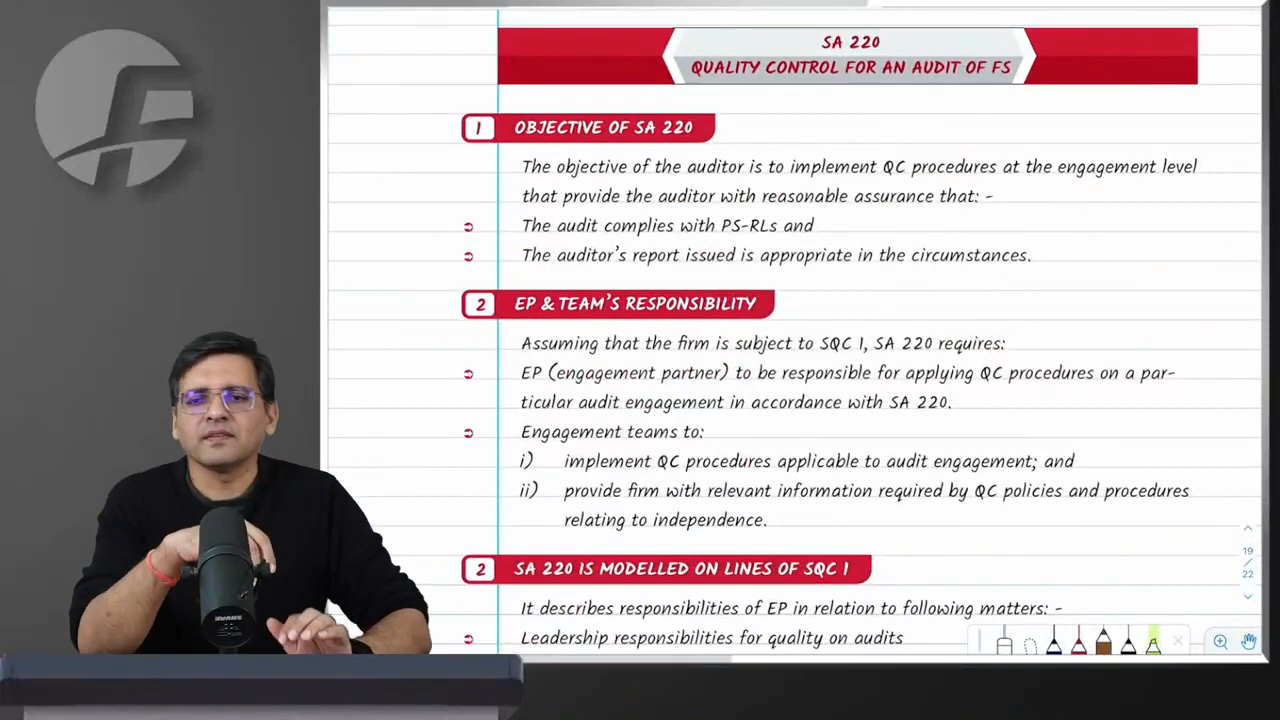 SA 220
QUALITY CONTROL FOR AN AUDIT OF FS
1 OBJECTIVE OF SA 220
The objective of the auditor is to implement QC procedures at the engagement level
that provide the auditor with reasonable assurance that: -
The audit complies with PS-RLs and
The auditor's report issued is appropriate in the circumstances.
2 EP & TEAM'S RESPONSIBILITY
Assuming that the firm is subject to SQC 1, SA 220 requires:
EP (engagement partner) to be responsible for applying QC procedures on a par-
ticular audit engagement in accordance with SA 220.
Engagement teams to:
i) implement QC procedures applicable to audit engagement; and
ii) provide firm with relevant information required by QC policies and procedures
relating to independence.
2 SA 220 IS MODELLED ON LINES OF SQC 1
It describes responsibilities of EP in relation to following matters: -
Leadership responsibilities for quality on audits
19
/
22